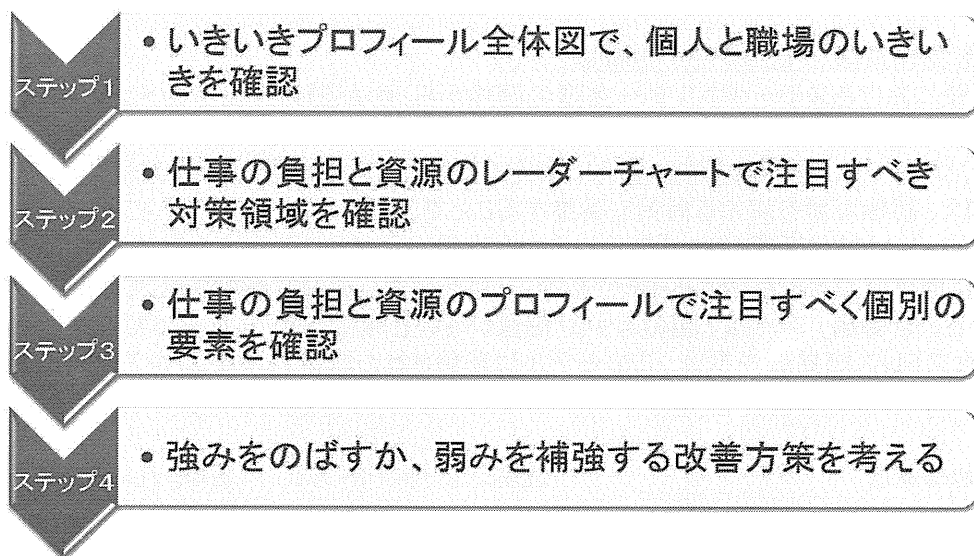 ステップ1
• いきいきプロフィール全体図で、個人と職場のいきい
きを確認
ステップ2
• 仕事の負担と資源のレーダーチャートで注目すべき
対策領域を確認
ステップ3
• 仕事の負担と資源のプロフィールで注目すべく個別の
要素を確認
ステップ4
• 強みをのばすか、弱みを補強する改善方策を考える